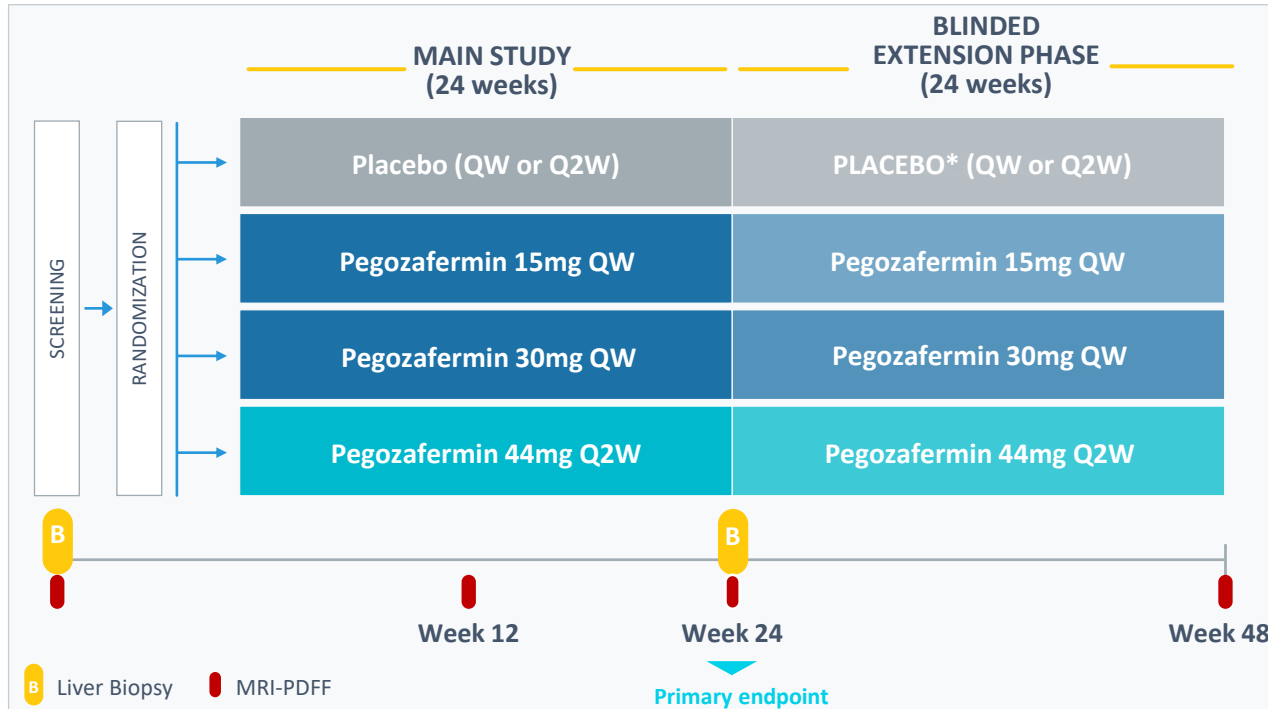 MAIN STUDY
(24 weeks)
BLINDED
EXTENSION PHASE
(24 weeks)
SCREENING
RANDOMIZATION
Placebo (QW or Q2W)
PLACEBO* (QW or Q2W)
Pegozafermin 15mg QW
Pegozafermin 15mg QW
Pegozafermin 30mg QW
Pegozafermin 30mg QW
Pegozafermin 44mg Q2W
Pegozafermin 44mg Q2W
B
B
Week 12
Week 24
Week 48
Primary endpoint
B Liver Biopsy
MRI-PDFF